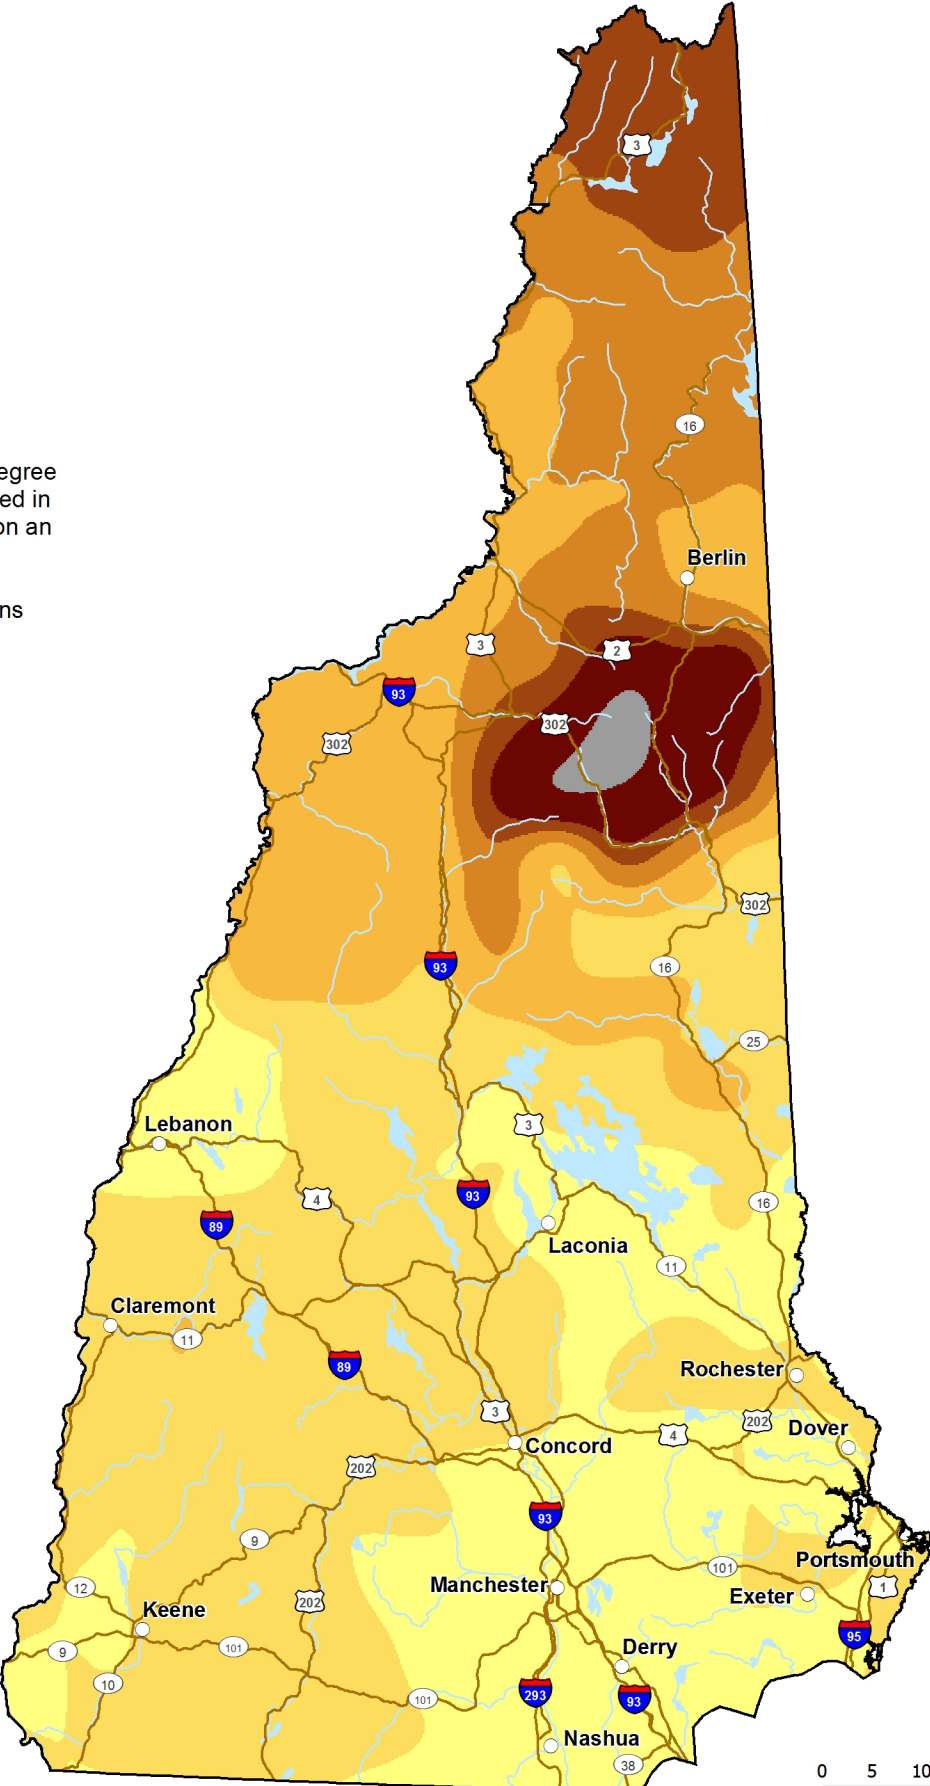 3
egree
ed in
on an
16
Berlin
ns
3
2
93
302
302
302
93
16
25
Lebanon
3
4
93
16
89
Laconia
11
Claremont
11
89
Rochester
3
202
Dover
4
Concord
202
93
9
Portsmouth
101
12
Manchester
1
Exeter
202
Keene
95
9
101
Derry
10
293
93
101
Nashua
38
0 5 10